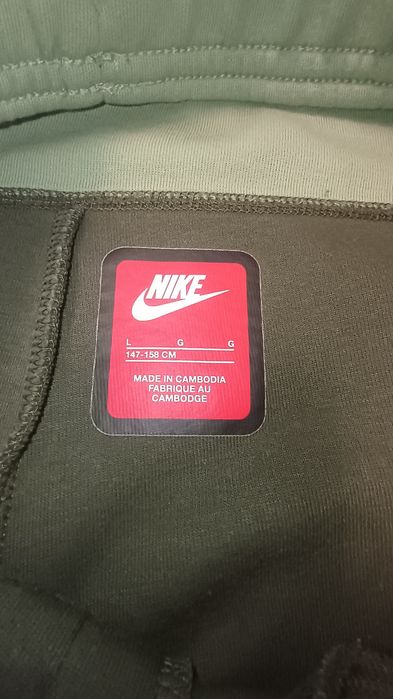 NIKE
L G G
147-158 CM
MADE IN CAMBODIA
FABRIQUE AU
CAMBODGE